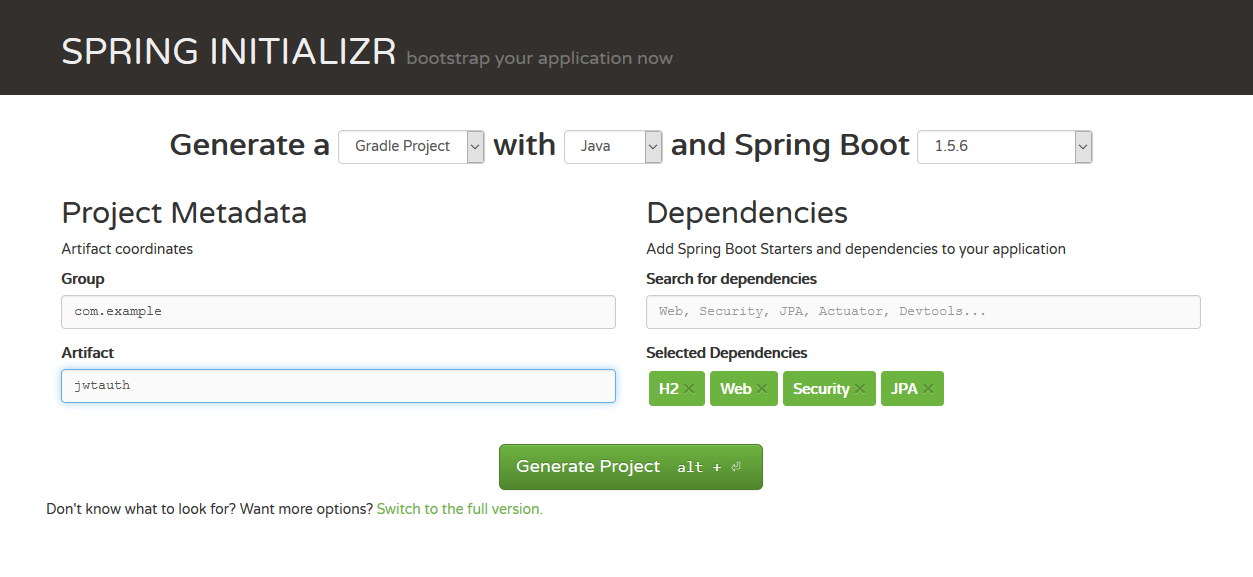 SPRING INITIALIZR bootstrap your application now
Generate a Gradle Project with Java and Spring Boot 1.5.6
Project Metadata
Artifact coordinates
Group
com.example
Artifact
jwtauth
Dependencies
Add Spring Boot Starters and dependencies to your application
Search for dependencies
Web, Security, JPA, Actuator, Devtools...
Selected Dependencies
H2 × Web × Security × JPA ×
Generate Project alt + ⏎
Don't know what to look for? Want more options? Switch to the full version.